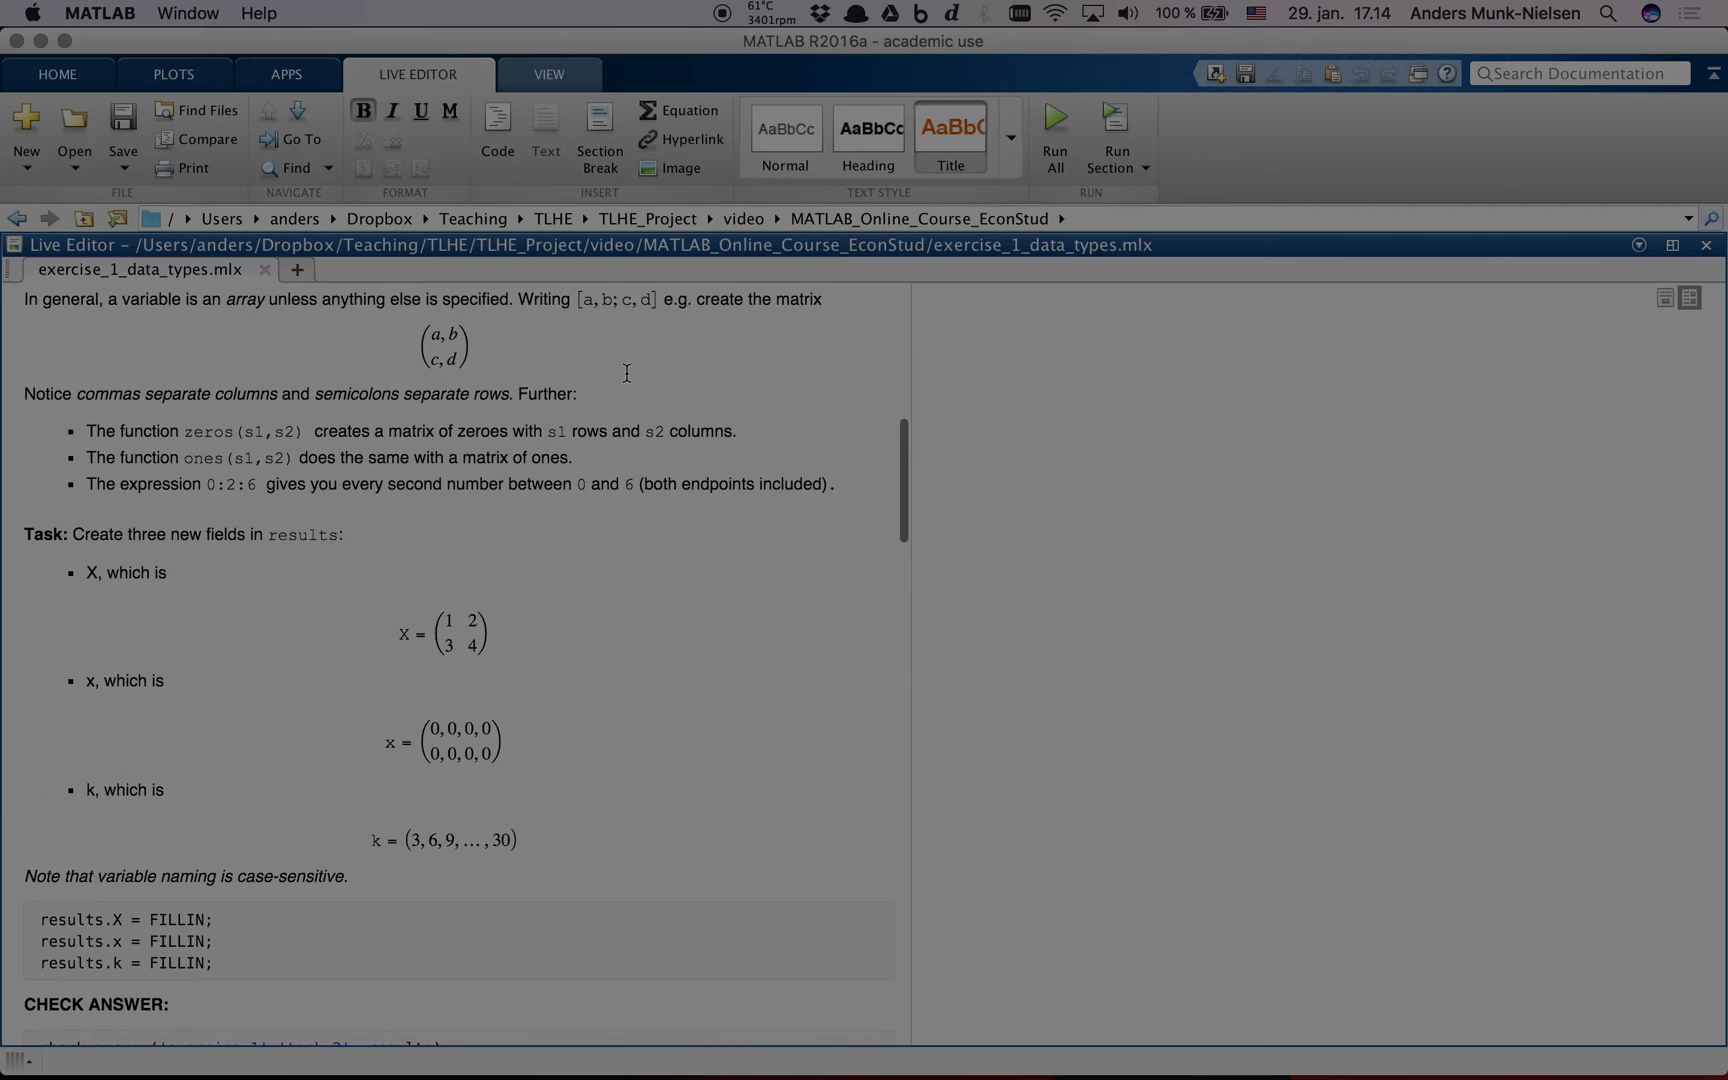 MATLAB Window Help 61°C 3401rpm 100 % 29. jan. 17.14 Anders Munk-Nielsen
MATLAB R2016a - academic use
HOME PLOTS APPS LIVE EDITOR VIEW Search Documentation
New Open Save Find Files Compare Print
FILE
Go To Find
NAVIGATE
B I U M
FORMAT
Code Text Section Break Equation Hyperlink Image
INSERT
AaBbCc Normal AaBbCc Heading AaBbC Title
TEXT STYLE
Run All Run Section
RUN
/ Users anders Dropbox Teaching TLHE TLHE_Project video MATLAB_Online_Course_EconStud
Live Editor - /Users/anders/Dropbox/Teaching/TLHE/TLHE_Project/video/MATLAB_Online_Course_EconStud/exercise_1_data_types.mlx
exercise_1_data_types.mlx
In general, a variable is an array unless anything else is specified. Writing [a,b;c,d] e.g. create the matrix
(a, b
c, d)
Notice commas separate columns and semicolons separate rows. Further:
The function zeros(s1,s2) creates a matrix of zeroes with s1 rows and s2 columns.
The function ones(s1,s2) does the same with a matrix of ones.
The expression 0:2:6 gives you every second number between 0 and 6 (both endpoints included).
Task: Create three new fields in results:
X, which is
X = (1 2
3 4)
x, which is
x = (0, 0, 0, 0
0, 0, 0, 0)
k, which is
k = (3, 6, 9, … , 30)
Note that variable naming is case-sensitive.
results.X = FILLIN;
results.x = FILLIN;
results.k = FILLIN;
CHECK ANSWER: